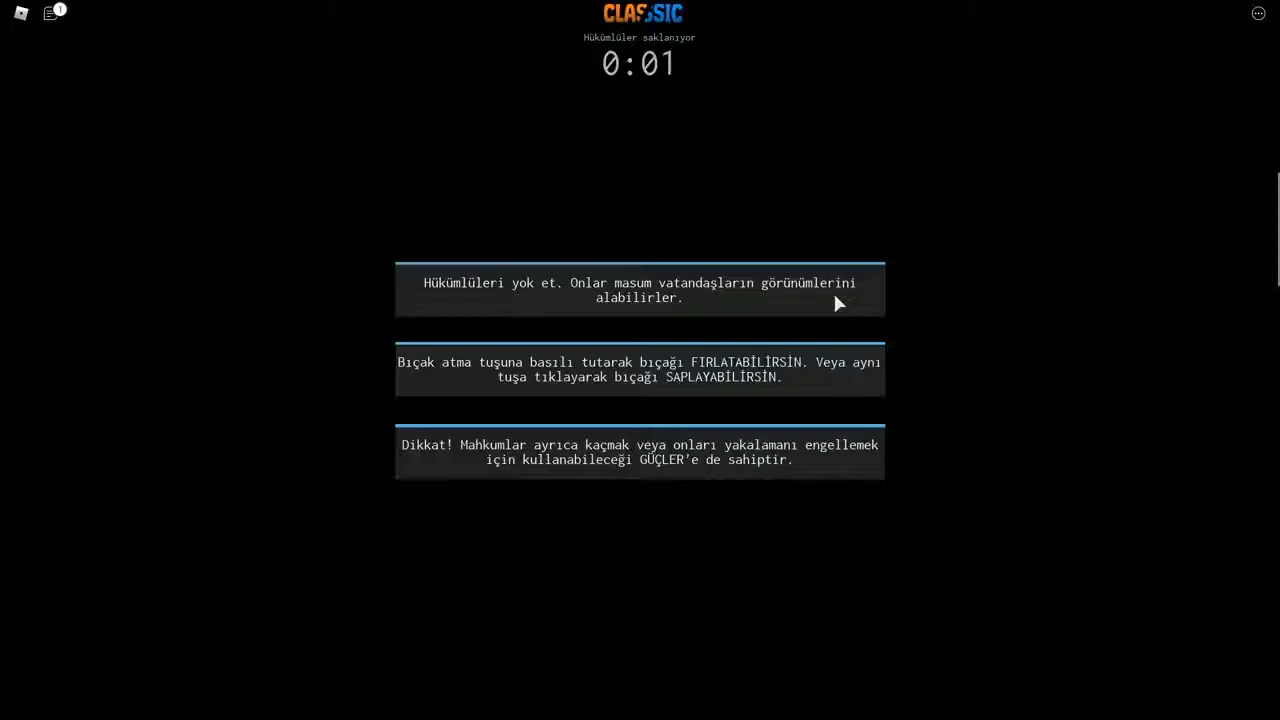 1
CLASSIC
Hükümlüler saklanıyor
0:01
Hükümlüleri yok et. Onlar masum vatandaşların görünümlerini
alabilirler.
Bıçak atma tuşuna basılı tutarak bıçağı FIRLATABİLİRSİN. Veya aynı
tuşa tıklayarak bıçağı SAPLAYABİLİRSİN.
Dikkat! Mahkumlar ayrıca kaçmak veya onları yakalamanı engellemek
için kullanabileceği GÜÇLER'e de sahiptir.